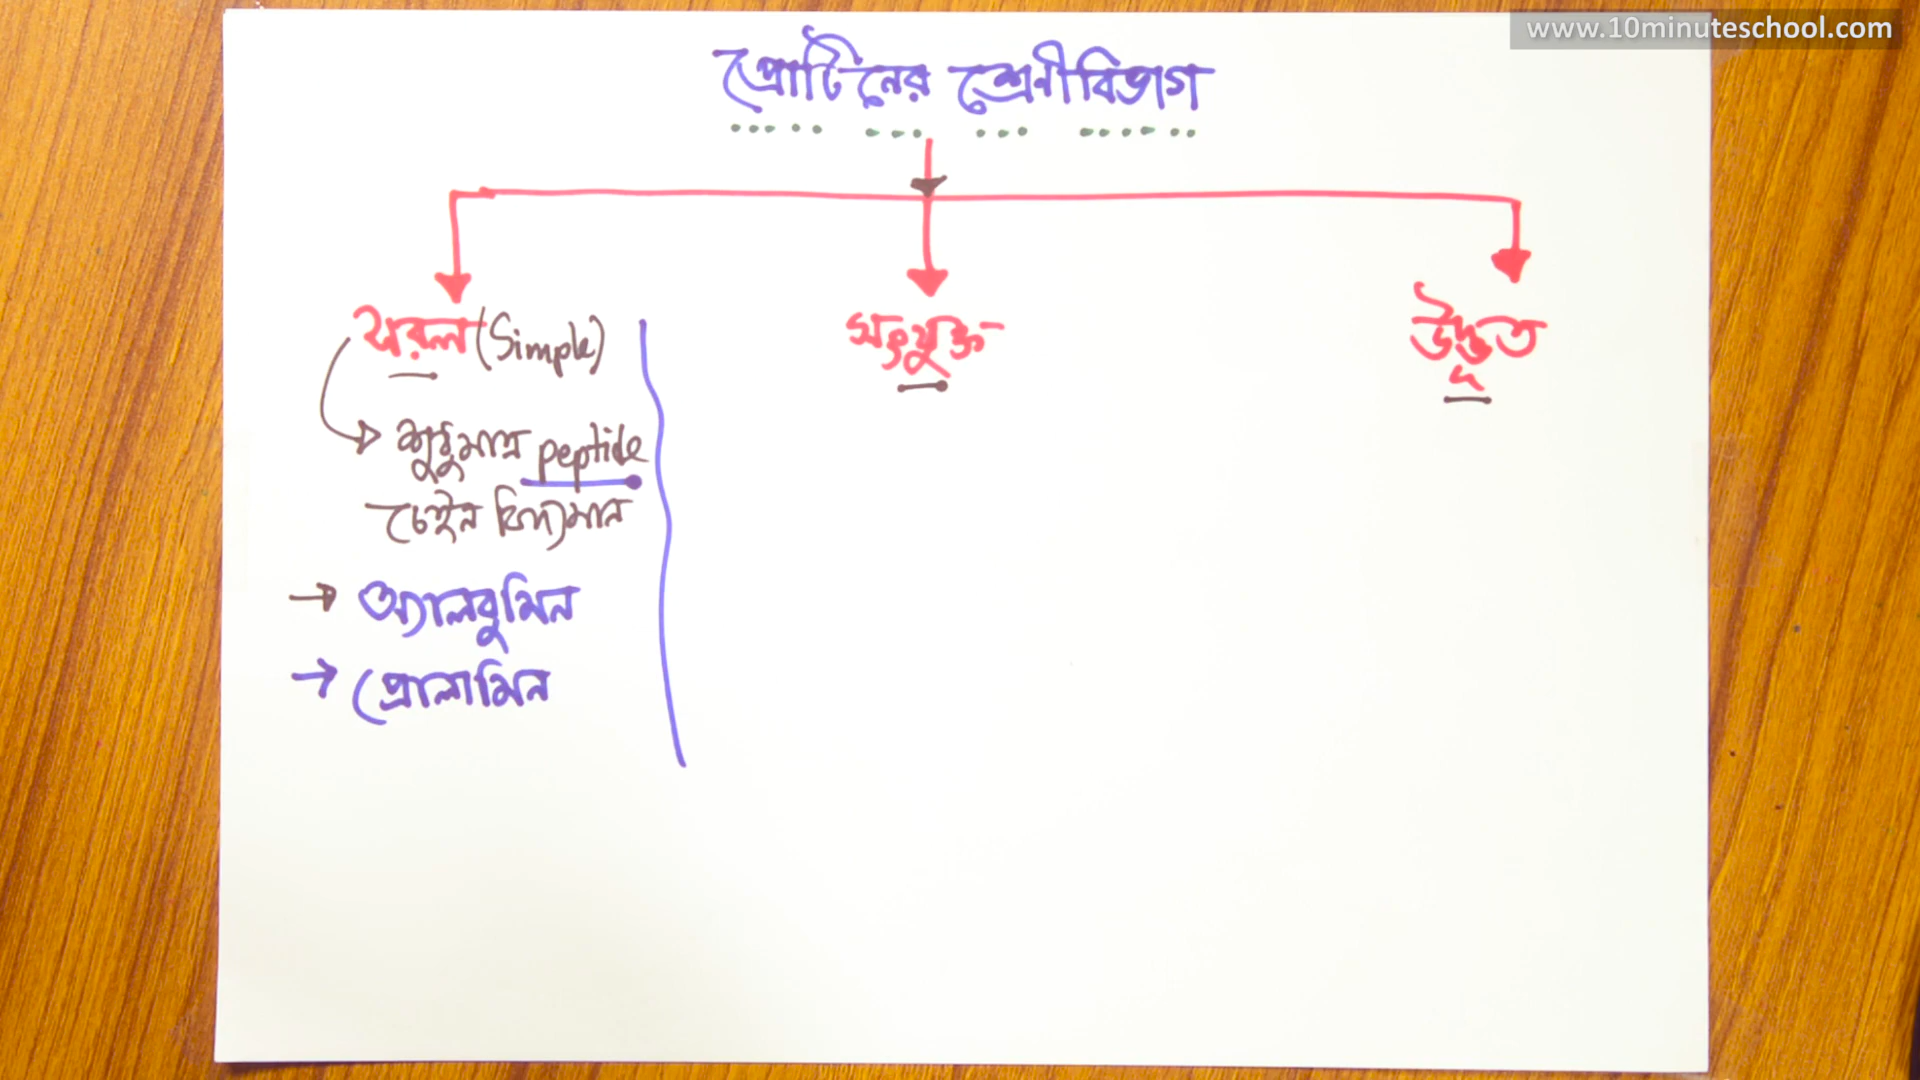 www.10minuteschool.com
প্রোটিনের শ্রেনীবিভাগ
সরল (Simple)
সংযুক্ত
উদ্ভূত
শুধুমাত্র peptide
চেইন বিদ্যমান
→ অ্যালবুমিন
→ প্রোলামিন